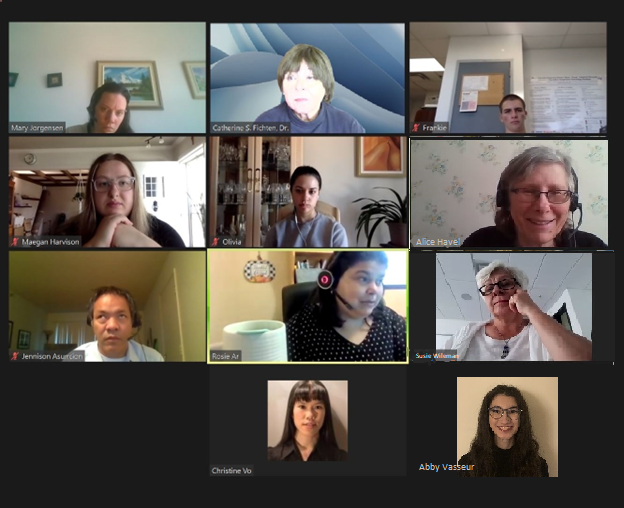 Mary Jorgensen
Catherine S. Fichten, Dr.
Frankie
Maegan Harvison
Olivia
Alice Havel
Jennison Asuncion
Rosie Ar
Susie Wileman
Christine Vo
Abby Vasseur